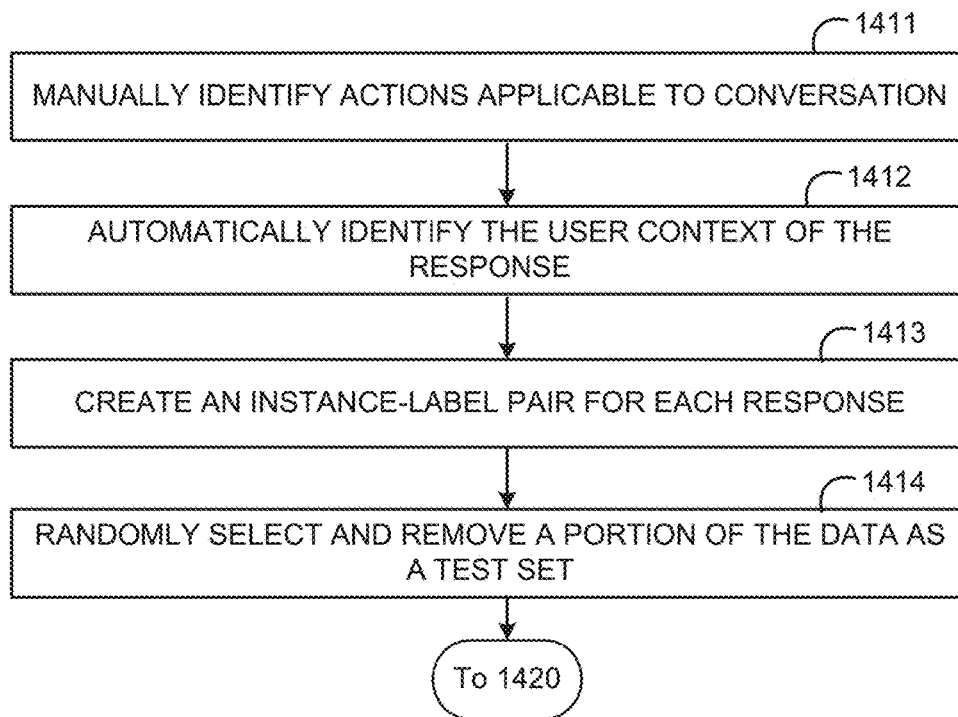 1411
MANUALLY IDENTIFY ACTIONS APPLICABLE TO CONVERSATION
1412
AUTOMATICALLY IDENTIFY THE USER CONTEXT OF THE
RESPONSE
1413
CREATE AN INSTANCE-LABEL PAIR FOR EACH RESPONSE
1414
RANDOMLY SELECT AND REMOVE A PORTION OF THE DATA AS
A TEST SET
To 1420